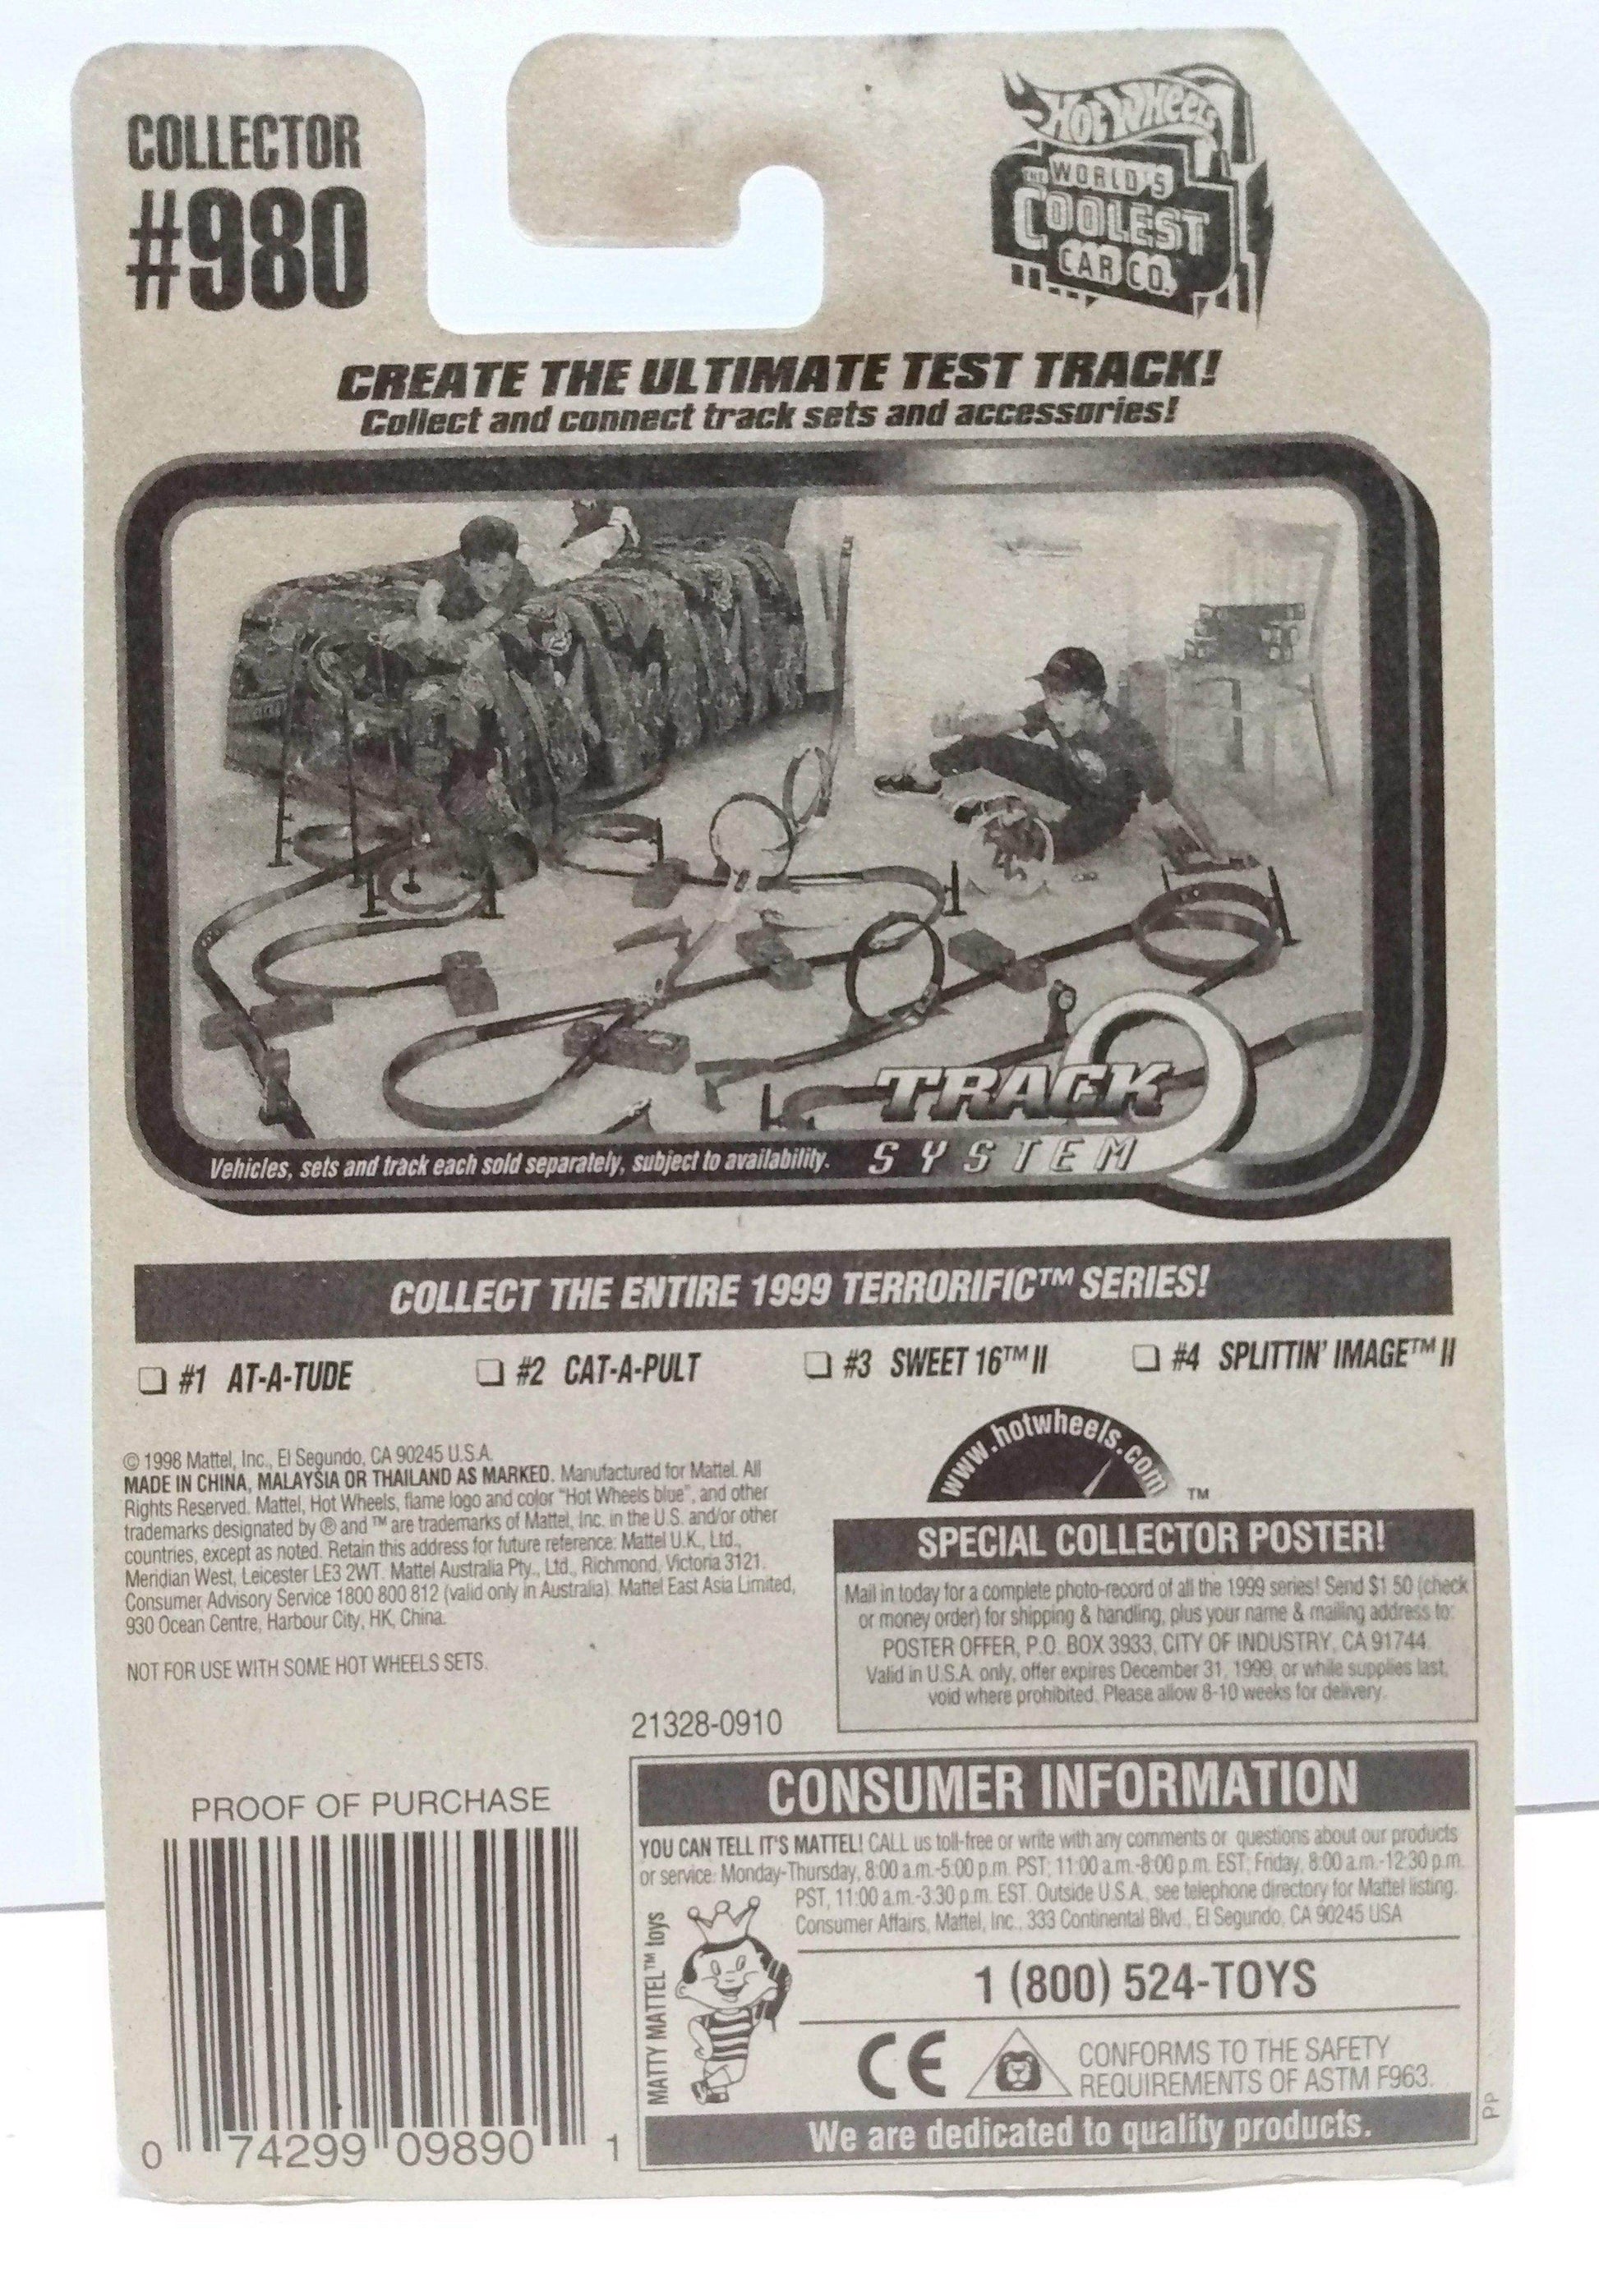 COLLECTOR
#980
HOT WHEELS
THE WORLD'S
COOLEST
CAR CO.
CREATE THE ULTIMATE TEST TRACK!
Collect and connect track sets and accessories!
TRACK
SYSTEM
Vehicles, sets and track each sold separately, subject to availability.
COLLECT THE ENTIRE 1999 TERRORIFIC™ SERIES!
#1 AT-A-TUDE
#2 CAT-A-PULT
#3 SWEET 16™ II
#4 SPLITTIN' IMAGE™ II
© 1998 Mattel, Inc., El Segundo, CA 90245 U.S.A.
MADE IN CHINA, MALAYSIA OR THAILAND AS MARKED. Manufactured for Mattel. All
Rights Reserved. Mattel, Hot Wheels, flame logo and color "Hot Wheels blue", and other
trademarks designated by ® and ™ are trademarks of Mattel, Inc. in the U.S. and/or other
countries, except as noted. Retain this address for future reference: Mattel U.K., Ltd.,
Meridian West, Leicester LE3 2WT. Mattel Australia Pty., Ltd., Richmond, Victoria 3121.
Consumer Advisory Service 1800 800 812 (valid only in Australia). Mattel East Asia Limited,
930 Ocean Centre, Harbour City, HK, China.
NOT FOR USE WITH SOME HOT WHEELS SETS.
www.hotwheels.com
™
SPECIAL COLLECTOR POSTER!
Mail in today for a complete photo-record of all the 1999 series! Send $1.50 (check
or money order) for shipping & handling, plus your name & mailing address to:
POSTER OFFER, P.O. BOX 3933, CITY OF INDUSTRY, CA 91744.
Valid in U.S.A. only, offer expires December 31, 1999, or while supplies last,
void where prohibited. Please allow 8-10 weeks for delivery.
21328-0910
PROOF OF PURCHASE
0 74299 09890 1
CONSUMER INFORMATION
YOU CAN TELL IT'S MATTEL! CALL us toll-free or write with any comments or questions about our products
or service: Monday-Thursday, 8:00 a.m.-5:00 p.m. PST; 11:00 a.m.-8:00 p.m. EST; Friday, 8:00 a.m.-12:30 p.m.
PST, 11:00 a.m.-3:30 p.m. EST. Outside U.S.A., see telephone directory for Mattel listing.
Consumer Affairs, Mattel, Inc., 333 Continental Blvd., El Segundo, CA 90245 USA
MATTY MATTEL™ toys
1 (800) 524-TOYS
CE
CONFORMS TO THE SAFETY
REQUIREMENTS OF ASTM F963.
We are dedicated to quality products.
PP